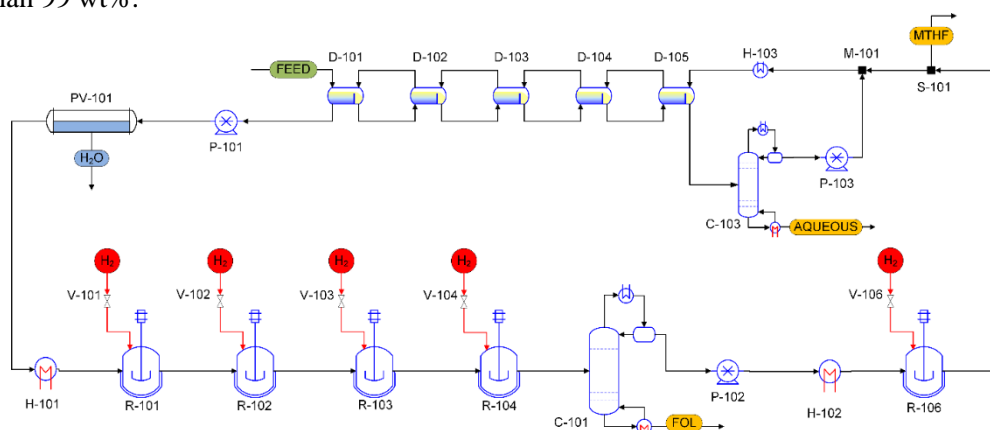 than 99 wt%.
MTHF
D-101 D-102 D-103 D-104 D-105 H-103 M-101
FEED
S-101
PV-101
P-101
H₂O
P-103
C-103
AQUEOUS
H₂ H₂ H₂ H₂ H₂
V-101 V-102 V-103 V-104 V-106
H-101 R-101 R-102 R-103 R-104 C-101 FOL P-102 H-102 R-106